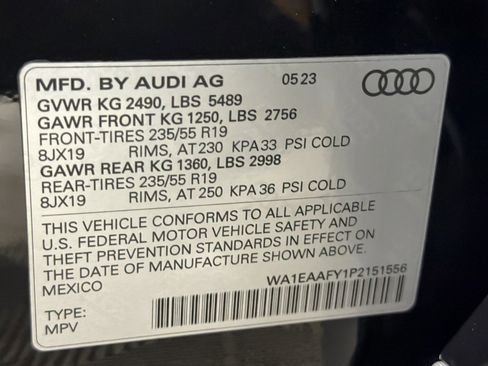 MFD. BY AUDI AG 05 23
GVWR KG 2490, LBS 5489
GAWR FRONT KG 1250, LBS 2756
FRONT-TIRES 235/55 R19
8JX19 RIMS, AT 230 KPA 33 PSI COLD
GAWR REAR KG 1360, LBS 2998
REAR-TIRES 235/55 R19
8JX19 RIMS, AT 250 KPA 36 PSI COLD
THIS VEHICLE CONFORMS TO ALL APPLICABLE
U.S. FEDERAL MOTOR VEHICLE SAFETY AND
THEFT PREVENTION STANDARDS IN EFFECT ON
THE DATE OF MANUFACTURE SHOWN ABOVE.
MEXICO
WA1EAAFY1P2151556
TYPE:
MPV